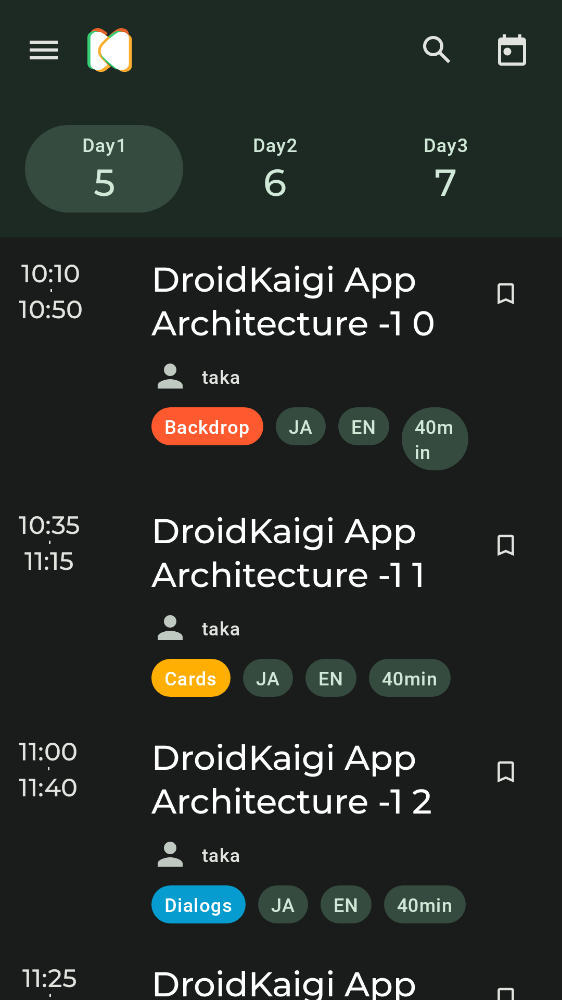 Day1
5
Day2
6
Day3
7
10:10
-
10:50
DroidKaigi App
Architecture -1 0
taka
Backdrop
JA
EN
40m
in
10:35
-
11:15
DroidKaigi App
Architecture -1 1
taka
Cards
JA
EN
40min
11:00
-
11:40
DroidKaigi App
Architecture -1 2
taka
Dialogs
JA
EN
40min
11:25
DroidKaigi App